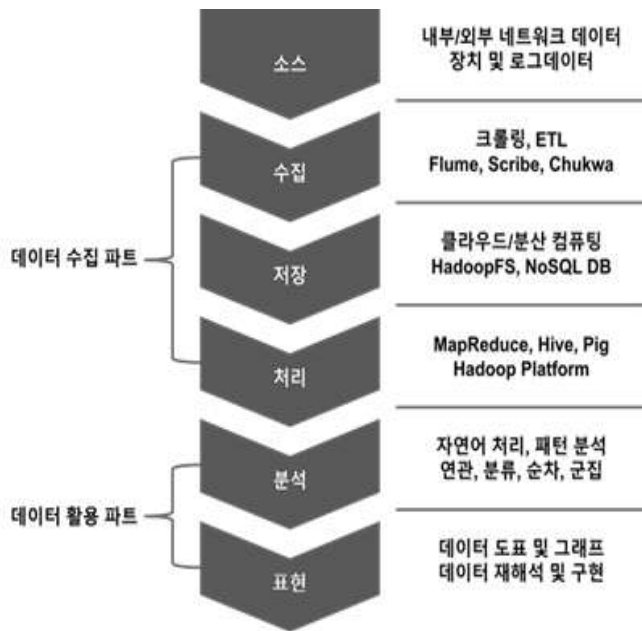 소스
내부/외부 네트워크 데이터
장치 및 로그데이터
데이터 수집 파트
수집
크롤링, ETL
Flume, Scribe, Chukwa
저장
클라우드/분산 컴퓨팅
HadoopFS, NoSQL DB
처리
MapReduce, Hive, Pig
Hadoop Platform
데이터 활용 파트
분석
자연어 처리, 패턴 분석
연관, 분류, 순차, 군집
표현
데이터 도표 및 그래프
데이터 재해석 및 구현